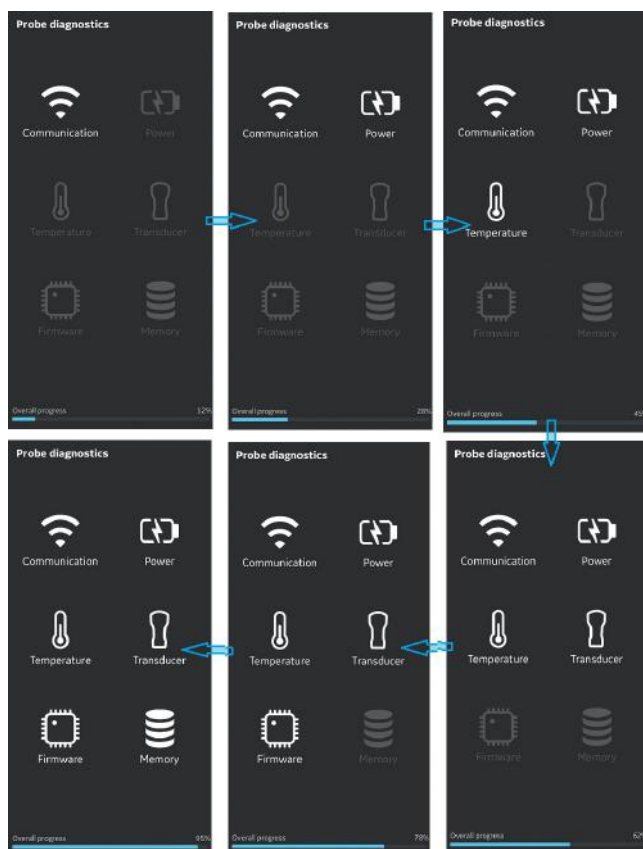 Probe diagnostics
Communication
Power
Temperature
Transducer
Firmware
Memory
Overall progress 12%
Probe diagnostics
Communication
Power
Temperature
Transducer
Firmware
Memory
Overall progress 28%
Probe diagnostics
Communication
Power
Temperature
Transducer
Firmware
Memory
Overall progress 45%
Probe diagnostics
Communication
Power
Temperature
Transducer
Firmware
Memory
Overall progress 62%
Probe diagnostics
Communication
Power
Temperature
Transducer
Firmware
Memory
Overall progress 78%
Probe diagnostics
Communication
Power
Temperature
Transducer
Firmware
Memory
Overall progress 95%